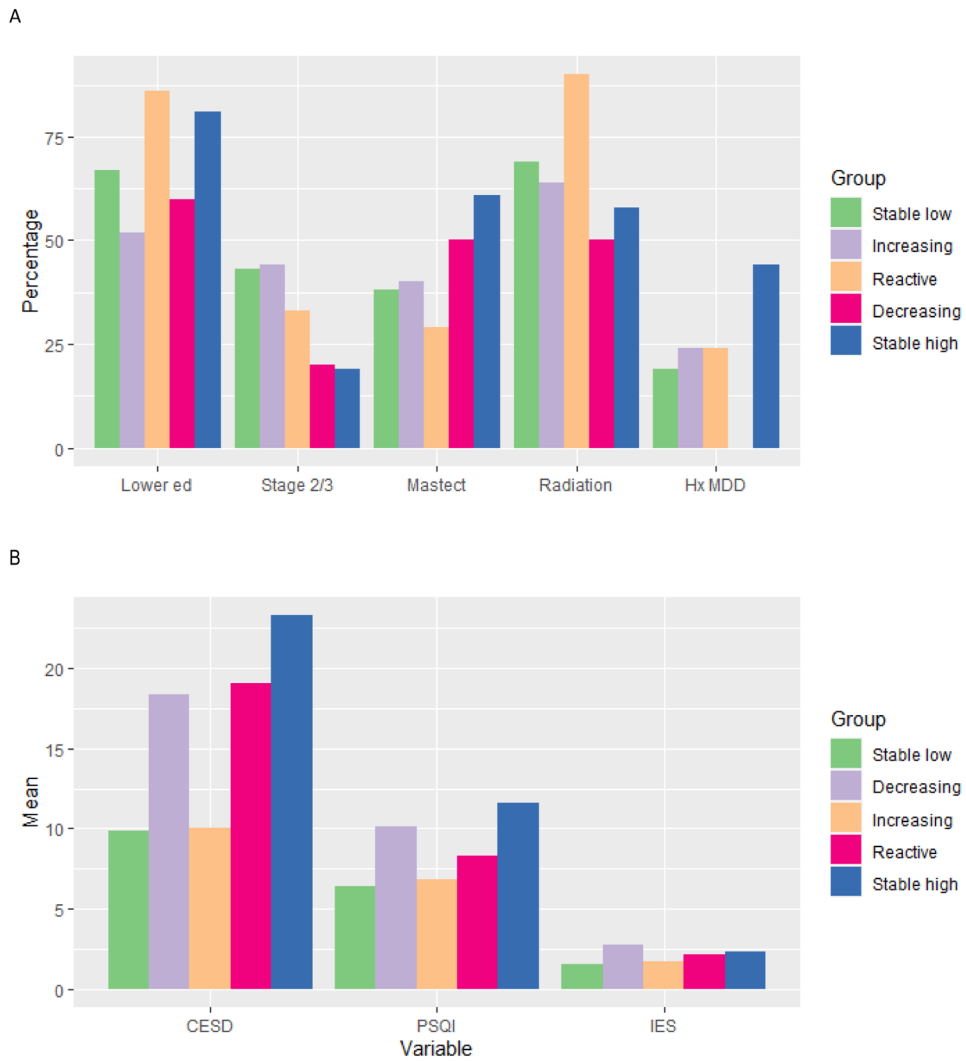 A
Percentage
75
50
25
0
Lower ed
Stage 2/3
Mastect
Radiation
Hx MDD
Group
Stable low
Increasing
Reactive
Decreasing
Stable high
B
Mean
20
15
10
5
0
CESD
PSQI
IES
Variable
Group
Stable low
Decreasing
Increasing
Reactive
Stable high